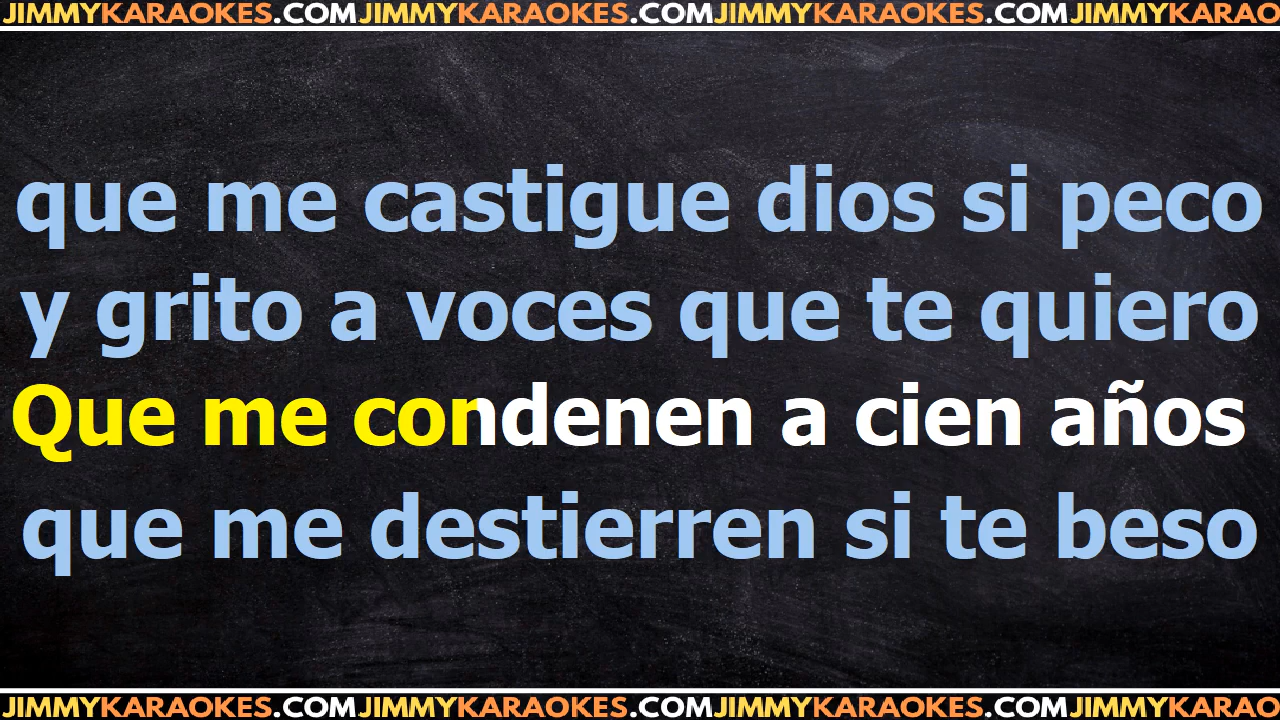 JIMMYKARAOKES.COMJIMMYKARAOKES.COMJIMMYKARAOKES.COMJIMMYKARAO
que me castigue dios si peco
y grito a voces que te quiero
Que me condenen a cien años
que me destierren si te beso
JIMMYKARAOKES.COMJIMMYKARAOKES.COMJIMMYKARAOKES.COMJIMMYKARAO